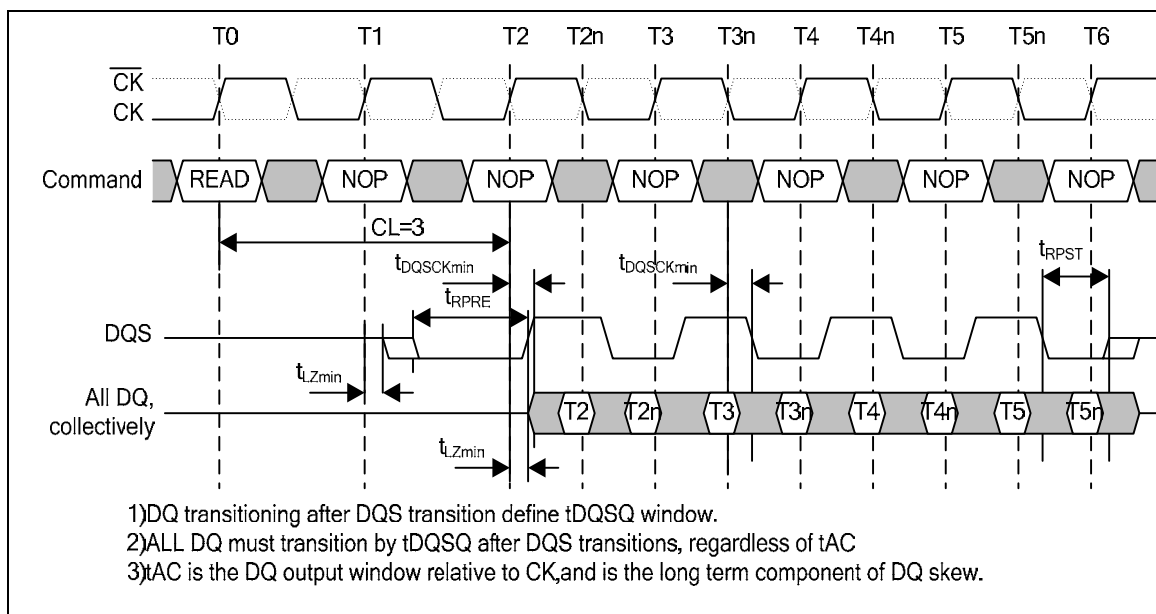 T0 T1 T2 T2n T3 T3n T4 T4n T5 T5n T6
CK
CK
Command READ NOP NOP NOP NOP NOP NOP
CL=3
tDQSCKmin tDQSCKmin tRPST
tRPRE
DQS
tLZmin
All DQ,
collectively
T2 T2n T3 T3n T4 T4n T5 T5n
tLZmin
1)DQ transitioning after DQS transition define tDQSQ window.
2)ALL DQ must transition by tDQSQ after DQS transitions, regardless of tAC
3)tAC is the DQ output window relative to CK,and is the long term component of DQ skew.